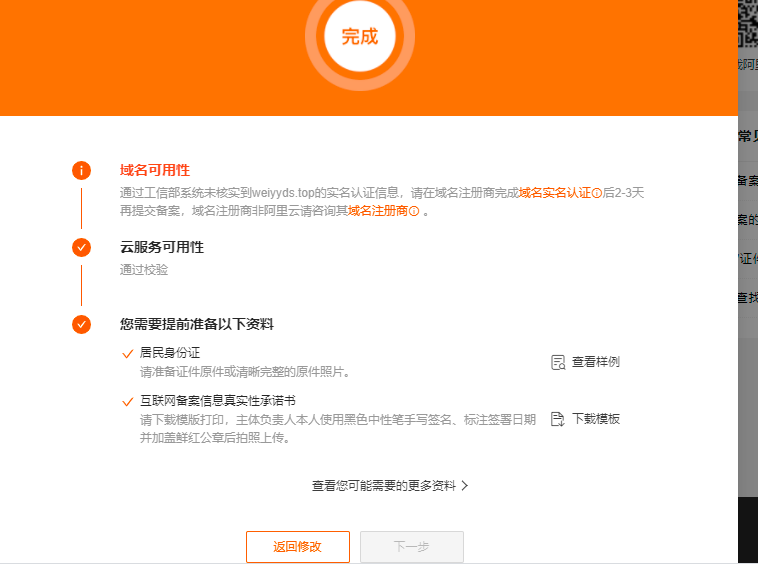 完成
域名可用性
通过工信部系统未核实到weiyyds.top的实名认证信息，请在域名注册商完成域名实名认证后2-3天
再提交备案，域名注册商非阿里云请咨询其域名注册商。
云服务可用性
通过校验
您需要提前准备以下资料
居民身份证
请准备证件原件或清晰完整的原件照片。
查看样例
互联网备案信息真实性承诺书
请下载模版打印，主体负责人本人使用黑色中性笔手写签名、标注签署日期
并加盖鲜红公章后拍照上传。
下载模板
查看您可能需要的更多资料
返回修改
下一步
阿里
常见
备案
案的
证件
查找